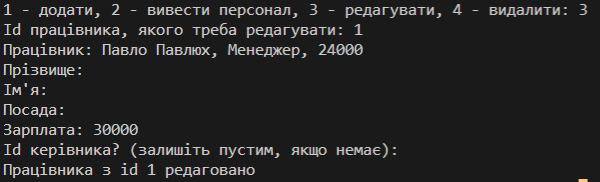 1 - додати, 2 - вивести персонал, 3 - редагувати, 4 - видалити: 3
Id працівника, якого треба редагувати: 1
Працівник: Павло Павлюх, Менеджер, 24000
Прізвище:
Ім'я:
Посада:
Зарплата: 30000
Id керівника? (залишіть пустим, якщо немає):
Працівника з id 1 редаговано